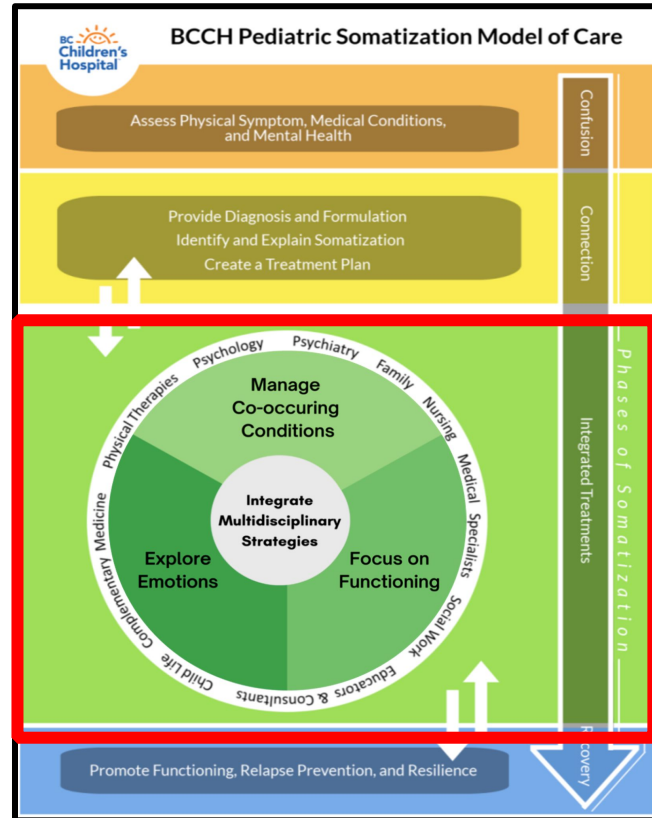 BC
Children's
Hospital
BCCH Pediatric Somatization Model of Care
Assess Physical Symptom, Medical Conditions,
and Mental Health
Confusion
Provide Diagnosis and Formulation
Identify and Explain Somatization
Create a Treatment Plan
Connection
Physical Therapies
Psychology
Psychiatry
Family
Nursing
Medical Specialists
Social Work
Educators & Consultants
Child Life
Complementary Medicine
Manage
Co-occuring
Conditions
Integrate
Multidisciplinary
Strategies
Explore
Emotions
Focus on
Functioning
Integrated Treatments
Phases of Somatization
Promote Functioning, Relapse Prevention, and Resilience
Recovery